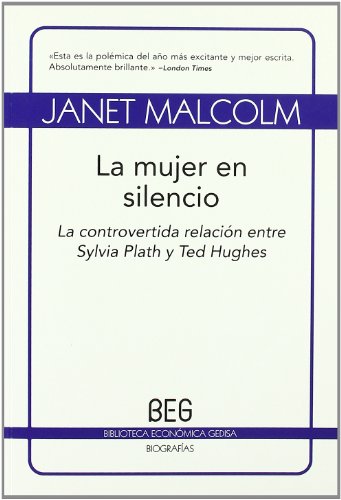 «Esta es la polémica del año más excitante y mejor escrita.
Absolutamente brillante.» –London Times
JANET MALCOLM
La mujer en
silencio
La controvertida relación entre
Sylvia Plath y Ted Hughes
BEG
BIBLIOTECA ECONÓMICA GEDISA
BIOGRAFÍAS